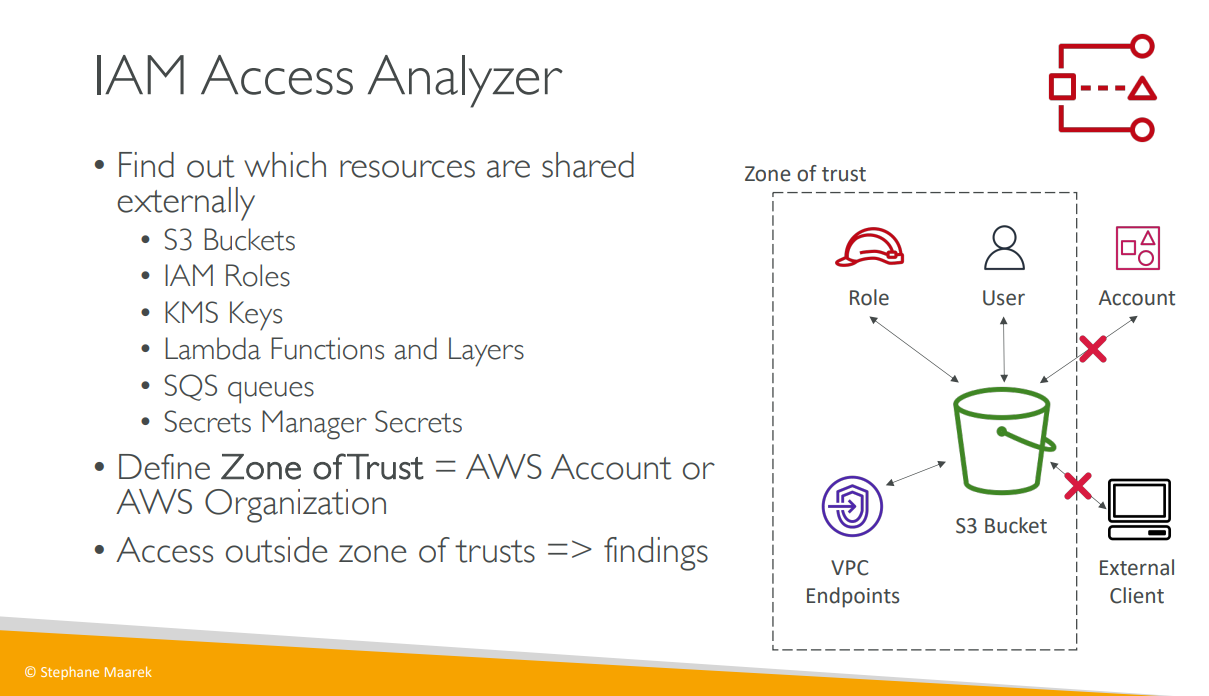 IAM Access Analyzer
• Find out which resources are shared
externally
• S3 Buckets
• IAM Roles
• KMS Keys
• Lambda Functions and Layers
• SQS queues
• Secrets Manager Secrets
• Define Zone of Trust = AWS Account or
AWS Organization
• Access outside zone of trusts => findings
Zone of trust
Role
User
Account
S3 Bucket
VPC
Endpoints
External
Client
© Stephane Maarek